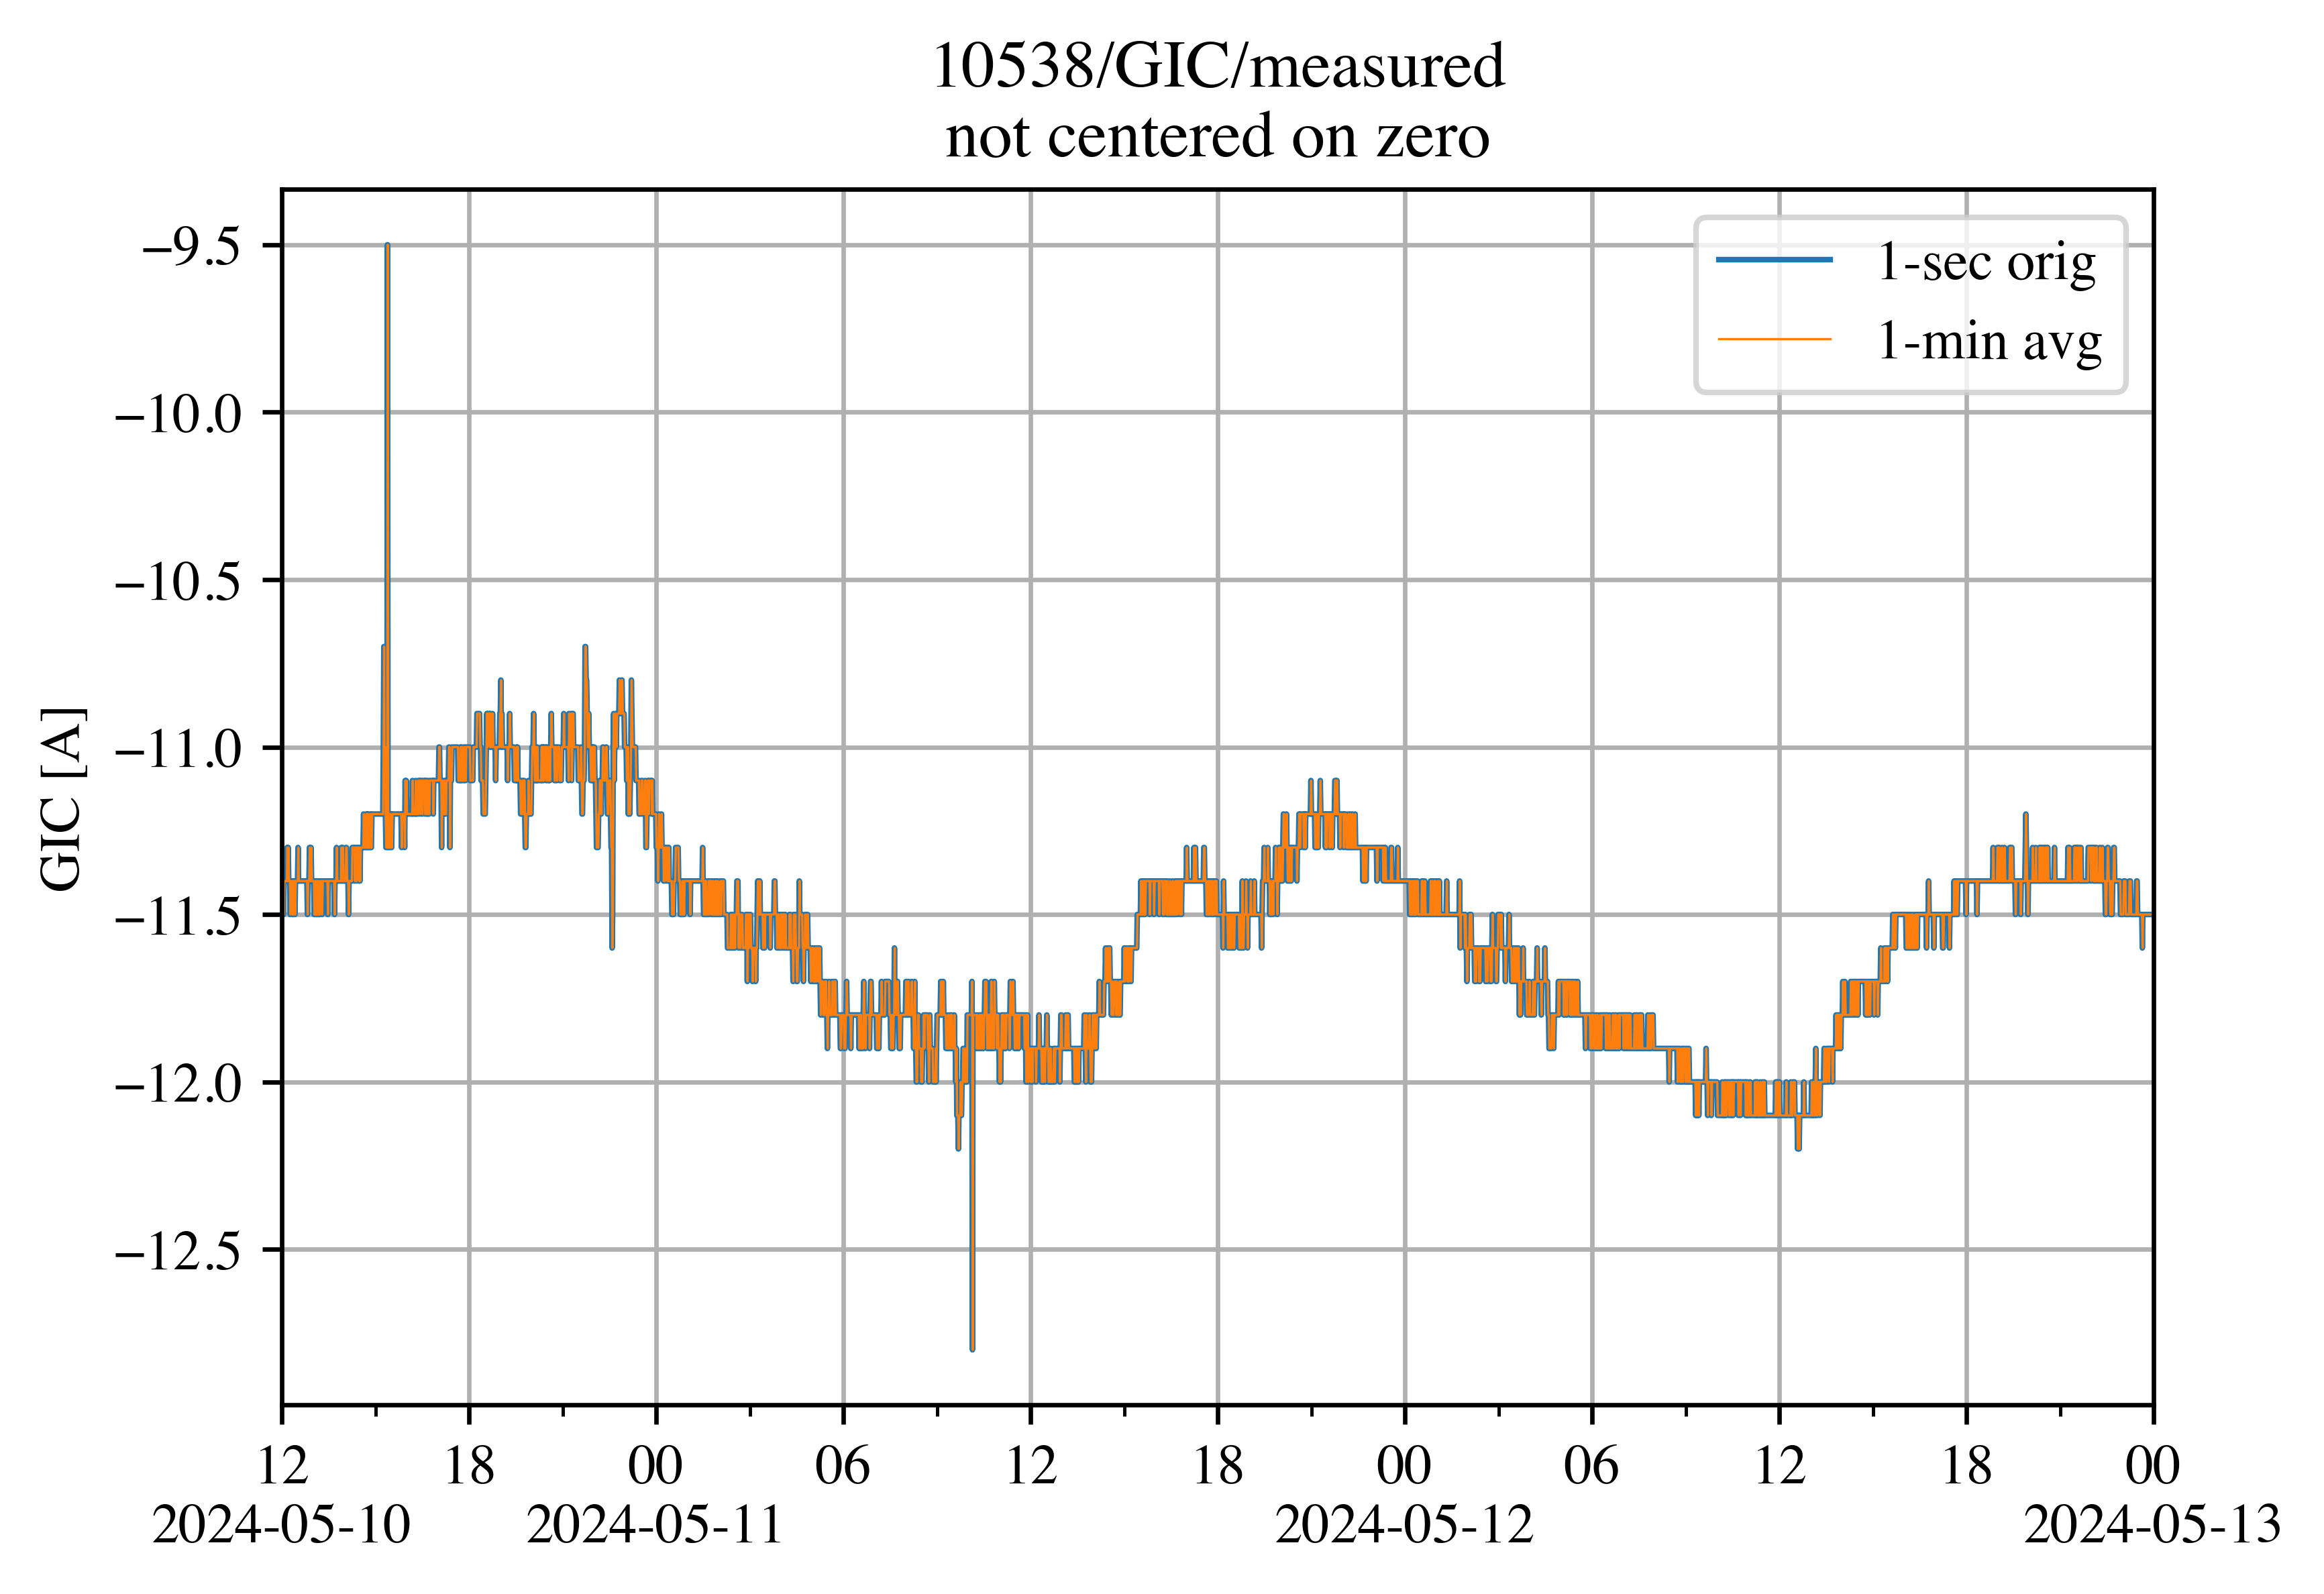 10538/GIC/measured
not centered on zero
1-sec orig
1-min avg
GIC [A]
−9.5
−10.0
−10.5
−11.0
−11.5
−12.0
−12.5
12 18 00 06 12 18 00 06 12 18 00
2024-05-10 2024-05-11 2024-05-12 2024-05-13